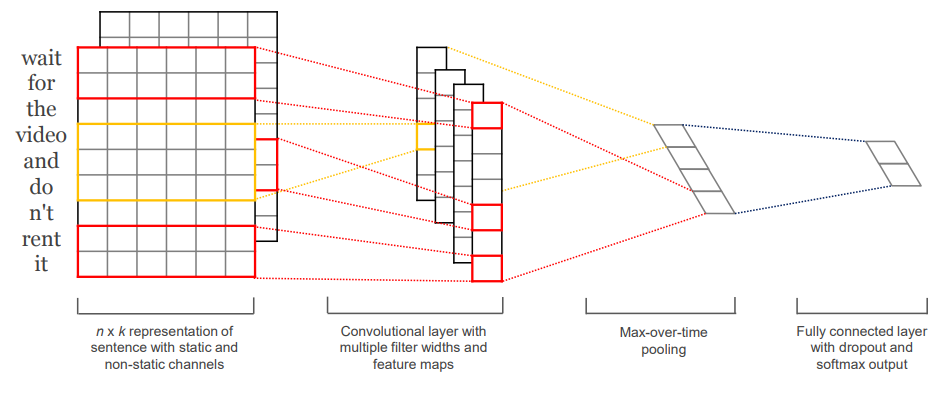 wait
for
the
video
and
do
n't
rent
it
n x k representation of
sentence with static and
non-static channels
Convolutional layer with
multiple filter widths and
feature maps
Max-over-time
pooling
Fully connected layer
with dropout and
softmax output